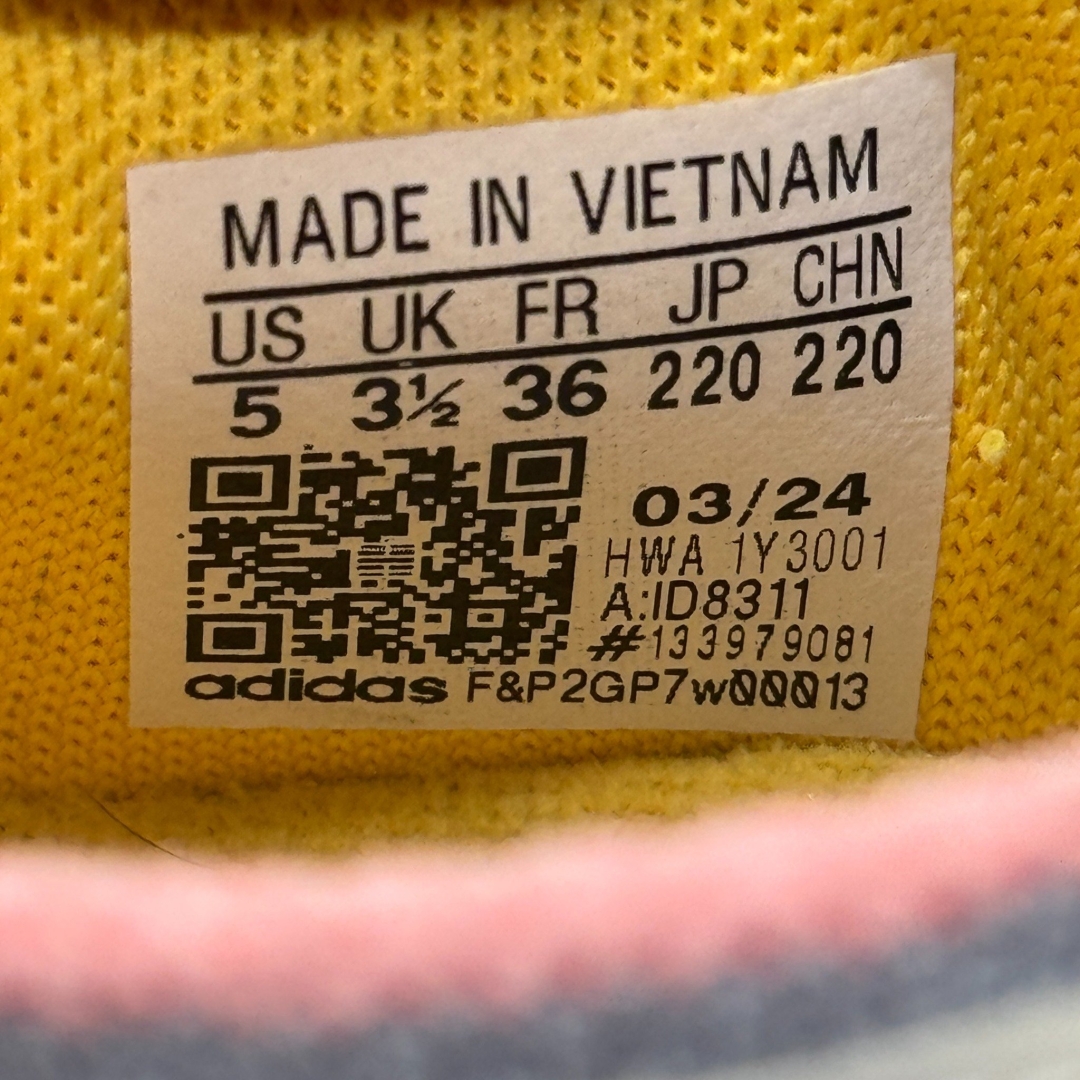 MADE IN VIETNAM
US UK FR JP CHN
5 3½ 36 220 220
03/24
HWA 1Y3001
A:ID8311
#133979081
adidas F&P2GP7w00013